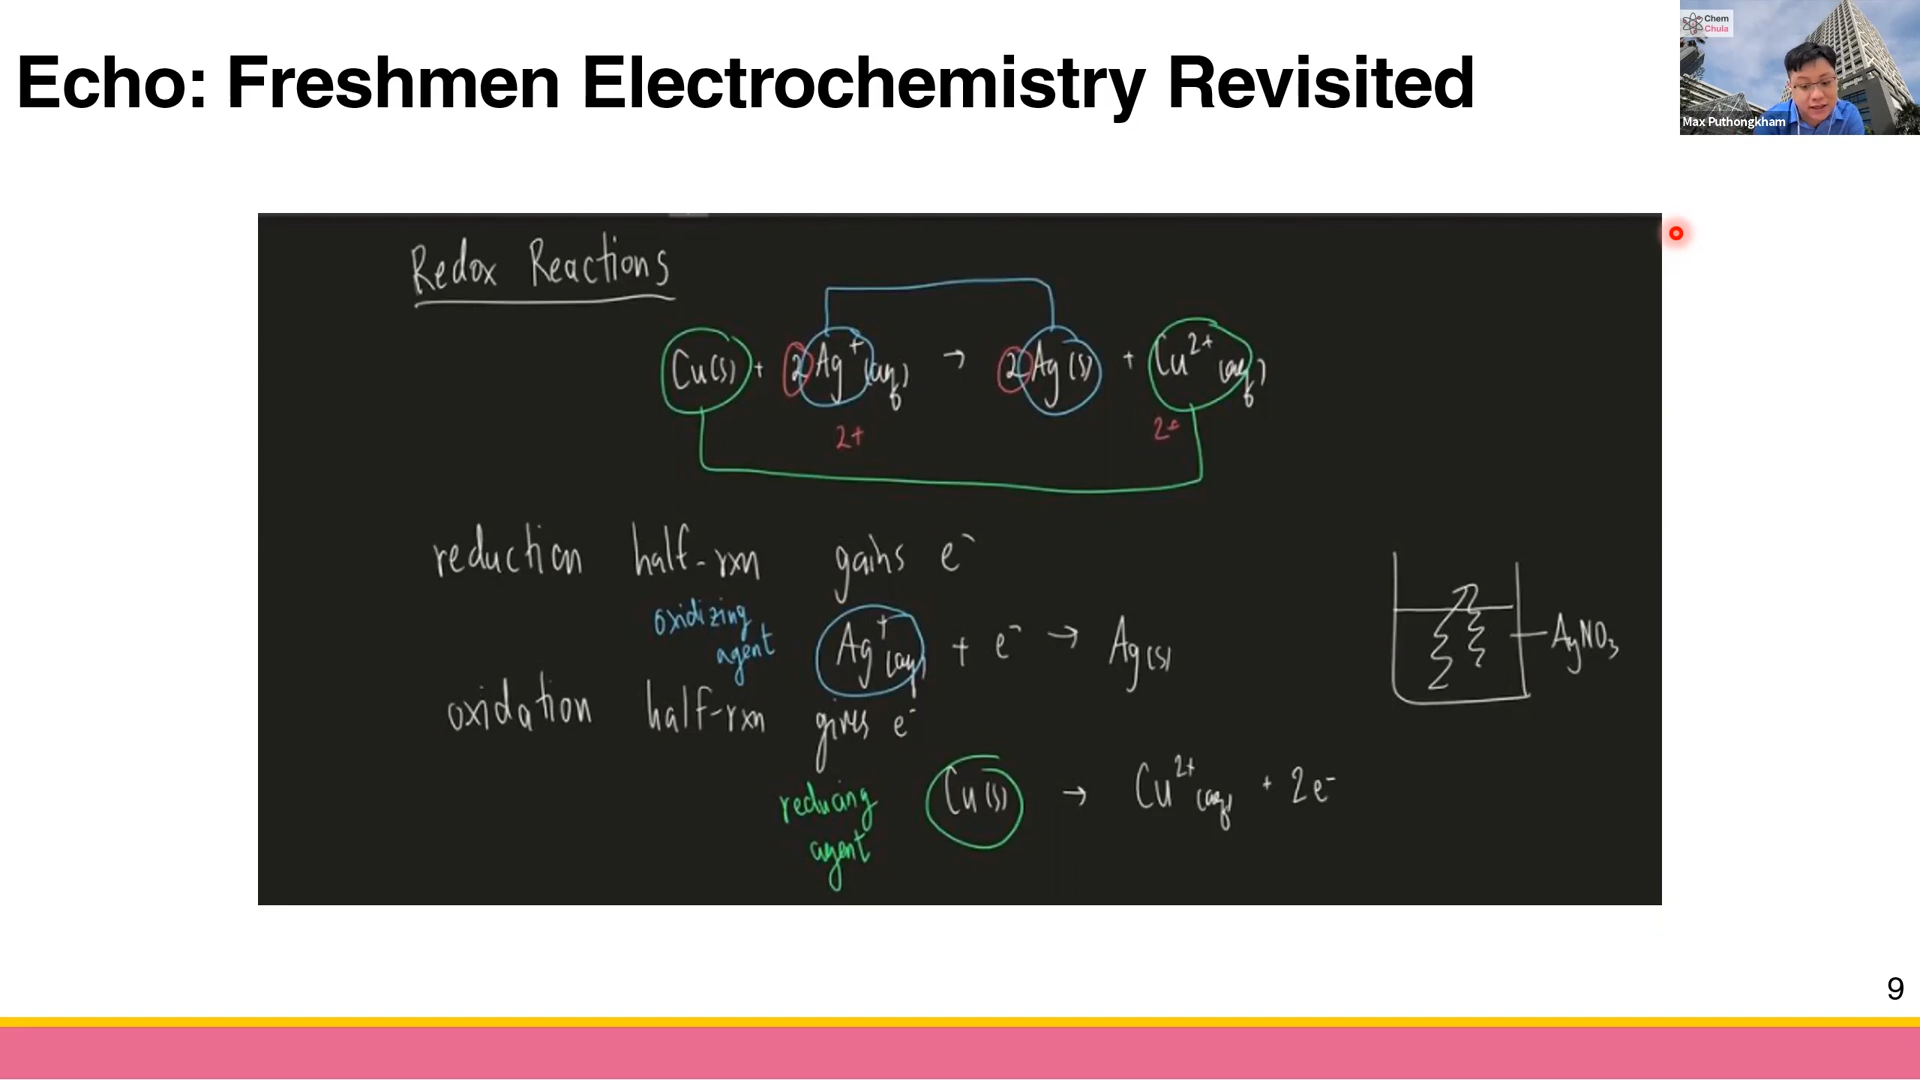 Echo: Freshmen Electrochemistry Revisited
Chem
Chula
Max Puthongkham
Redox Reactions
Cu(s) + 2Ag⁺(aq) → 2Ag(s) + Cu²⁺(aq)
2+ 2+
reduction half-rxn gains e⁻
oxidizing
agent
Ag⁺(aq) + e⁻ → Ag(s)
AgNO₃
oxidation half-rxn gives e⁻
reducing
agent
Cu(s) → Cu²⁺(aq) + 2e⁻
9